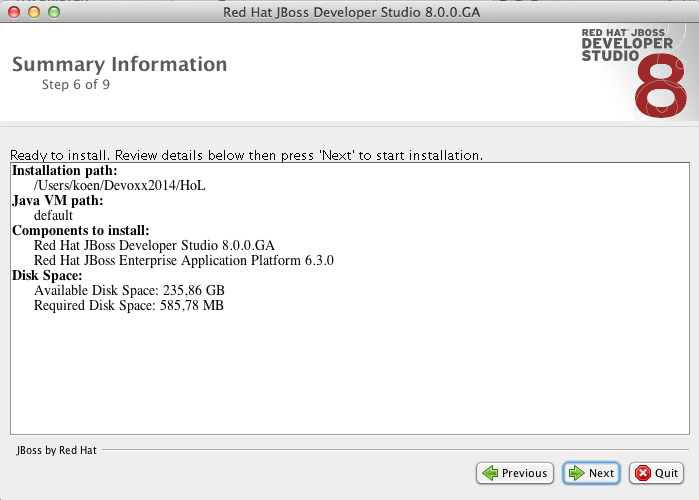 Red Hat JBoss Developer Studio 8.0.0.GA
RED HAT JBOSS
DEVELOPER
STUDIO
8
Summary Information
Step 6 of 9
Ready to install. Review details below then press 'Next' to start installation.
Installation path:
/Users/koen/Devoxx2014/HoL
Java VM path:
default
Components to install:
Red Hat JBoss Developer Studio 8.0.0.GA
Red Hat JBoss Enterprise Application Platform 6.3.0
Disk Space:
Available Disk Space: 235,86 GB
Required Disk Space: 585,78 MB
JBoss by Red Hat
Previous
Next
Quit